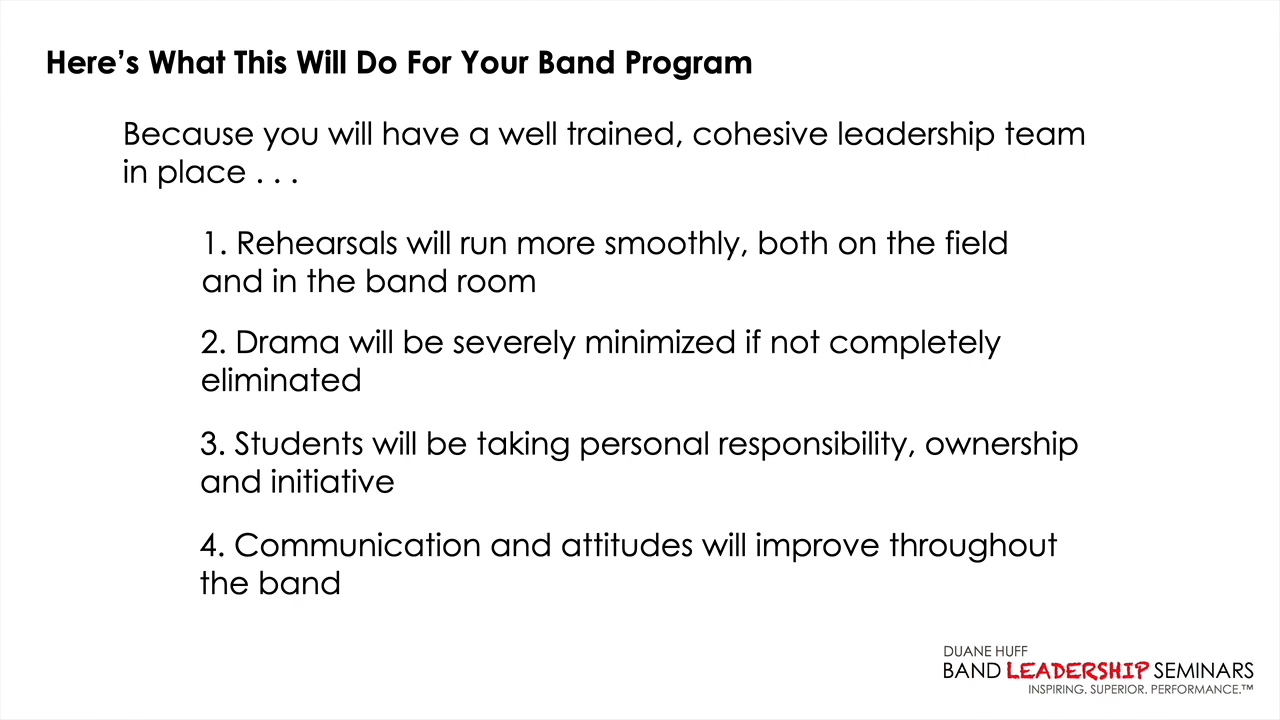 Here’s What This Will Do For Your Band Program
Because you will have a well trained, cohesive leadership team
in place . . .
1. Rehearsals will run more smoothly, both on the field
and in the band room
2. Drama will be severely minimized if not completely
eliminated
3. Students will be taking personal responsibility, ownership
and initiative
4. Communication and attitudes will improve throughout
the band
DUANE HUFF
BAND LEADERSHIP SEMINARS
INSPIRING. SUPERIOR. PERFORMANCE.™